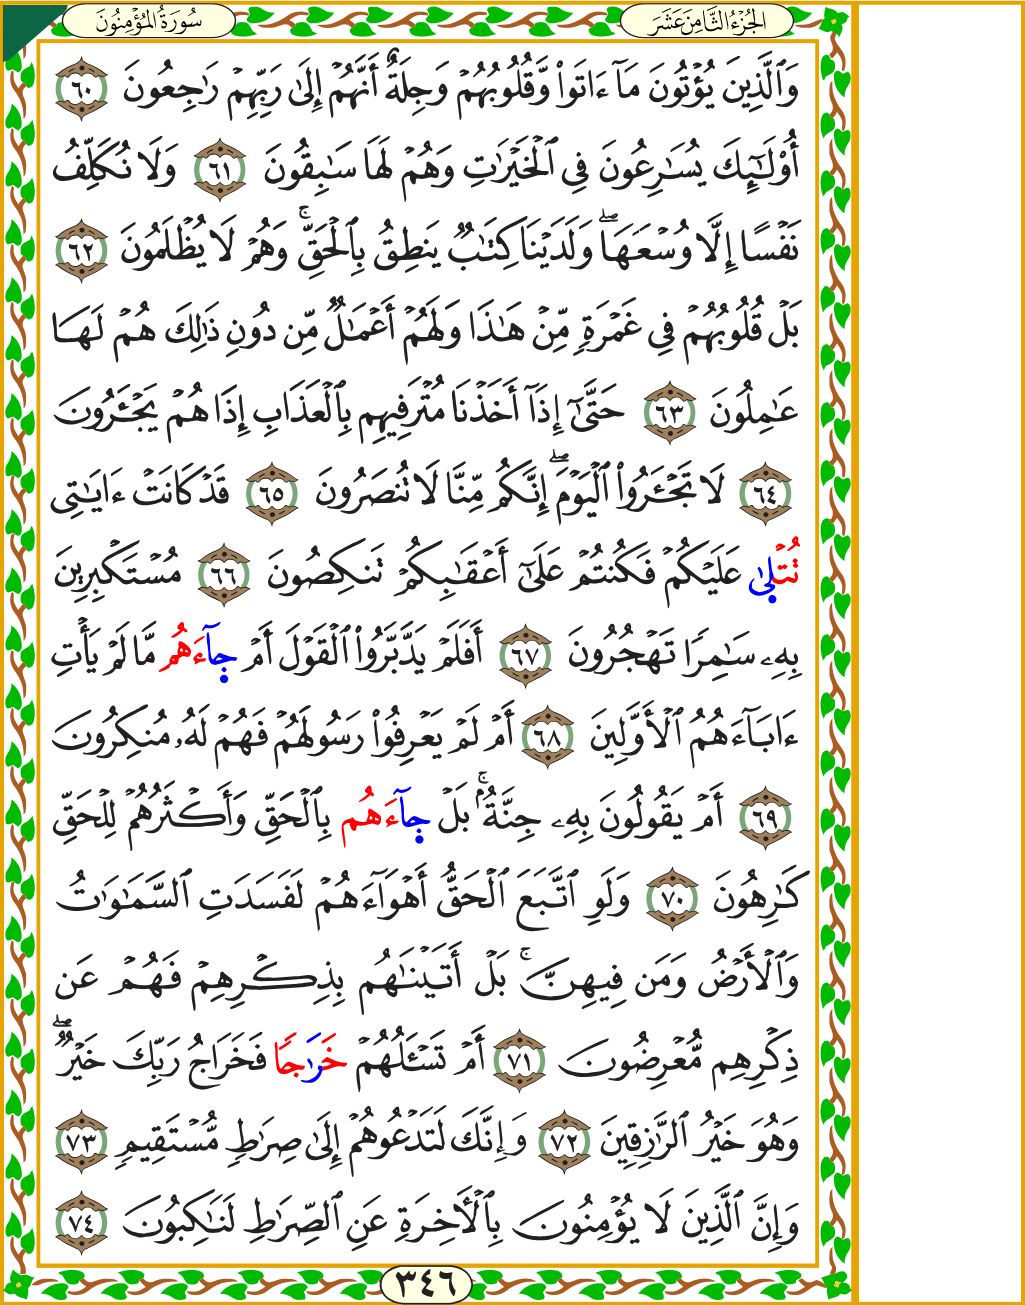 الجُزْءُ الثَّامِنَ عَشَرَ
سُورَةُ المُؤْمِنُونَ
وَٱلَّذِينَ يُؤْتُونَ مَآ ءَاتَوا۟ وَّقُلُوبُهُمْ وَجِلَةٌ أَنَّهُمْ إِلَىٰ رَبِّهِمْ رَٰجِعُونَ ٦٠
أُو۟لَٰٓئِكَ يُسَٰرِعُونَ فِي ٱلْخَيْرَٰتِ وَهُمْ لَهَا سَٰبِقُونَ ٦١ وَلَا نُكَلِّفُ
نَفْسًا إِلَّا وُسْعَهَاۖ وَلَدَيْنَا كِتَٰبٌ يَنطِقُ بِٱلْحَقِّۚ وَهُمْ لَا يُظْلَمُونَ ٦٢
بَلْ قُلُوبُهُمْ فِي غَمْرَةٍ مِّنْ هَٰذَا وَلَهُمْ أَعْمَٰلٌ مِّن دُونِ ذَٰلِكَ هُمْ لَهَا
عَٰمِلُونَ ٦٣ حَتَّىٰٓ إِذَآ أَخَذْنَا مُتْرَفِيهِم بِٱلْعَذَابِ إِذَا هُمْ يَجْـَٔرُونَ
٦٤ لَا تَجْـَٔرُوا۟ ٱلْيَوْمَۖ إِنَّكُم مِّنَّا لَا تُنصَرُونَ ٦٥ قَدْ كَانَتْ ءَايَٰتِي
تُتْلَىٰ عَلَيْكُمْ فَكُنتُمْ عَلَىٰٓ أَعْقَٰبِكُمْ تَنكِصُونَ ٦٦ مُسْتَكْبِرِينَ
بِهِۦ سَٰمِرًا تَهْجُرُونَ ٦٧ أَفَلَمْ يَدَّبَّرُوا۟ ٱلْقَوْلَ أَمْ جَآءَهُم مَّا لَمْ يَأْتِ
ءَابَآءَهُمُ ٱلْأَوَّلِينَ ٦٨ أَمْ لَمْ يَعْرِفُوا۟ رَسُولَهُمْ فَهُمْ لَهُۥ مُنكِرُونَ
٦٩ أَمْ يَقُولُونَ بِهِۦ جِنَّةٌۢۚ بَلْ جَآءَهُم بِٱلْحَقِّ وَأَكْثَرُهُمْ لِلْحَقِّ
كَٰرِهُونَ ٧٠ وَلَوِ ٱتَّبَعَ ٱلْحَقُّ أَهْوَآءَهُمْ لَفَسَدَتِ ٱلسَّمَٰوَٰتُ
وَٱلْأَرْضُ وَمَن فِيهِنَّۚ بَلْ أَتَيْنَٰهُم بِذِكْرِهِمْ فَهُمْ عَن
ذِكْرِهِم مُّعْرِضُونَ ٧١ أَمْ تَسْـَٔلُهُمْ خَرَٰجًا فَخَرَاجُ رَبِّكَ خَيْرٌۖ
وَهُوَ خَيْرُ ٱلرَّٰزِقِينَ ٧٢ وَإِنَّكَ لَتَدْعُوهُمْ إِلَىٰ صِرَٰطٍ مُّسْتَقِيمٍ ٧٣
وَإِنَّ ٱلَّذِينَ لَا يُؤْمِنُونَ بِٱلْأَخِرَةِ عَنِ ٱلصِّرَٰطِ لَنَٰكِبُونَ ٧٤
٣٤٦